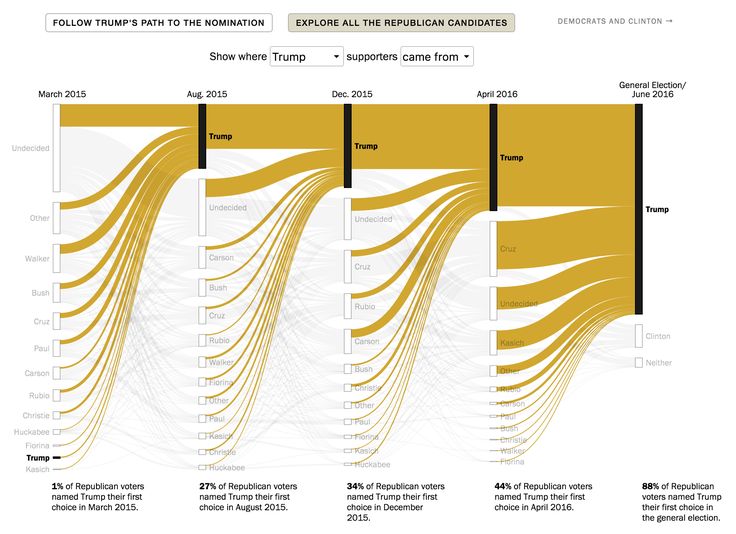 FOLLOW TRUMP'S PATH TO THE NOMINATION
EXPLORE ALL THE REPUBLICAN CANDIDATES
DEMOCRATS AND CLINTON →
Show where Trump supporters came from
March 2015
Aug. 2015
Dec. 2015
April 2016
General Election/
June 2016
Undecided
Other
Walker
Bush
Cruz
Paul
Carson
Rubio
Christie
Huckabee
Fiorina
Trump
Kasich
Trump
Undecided
Carson
Bush
Cruz
Rubio
Walker
Fiorina
Other
Paul
Kasich
Christie
Huckabee
Trump
Undecided
Cruz
Rubio
Carson
Bush
Christie
Other
Paul
Fiorina
Kasich
Huckabee
Trump
Cruz
Undecided
Kasich
Other
Rubio
Carson
Paul
Bush
Christie
Walker
Fiorina
Trump
Clinton
Neither
1% of Republican voters
named Trump their first
choice in March 2015.
27% of Republican voters
named Trump their first
choice in August 2015.
34% of Republican voters
named Trump their first
choice in December
2015.
44% of Republican voters
named Trump their first
choice in April 2016.
88% of Republican
voters named Trump
their first choice in
the general election.